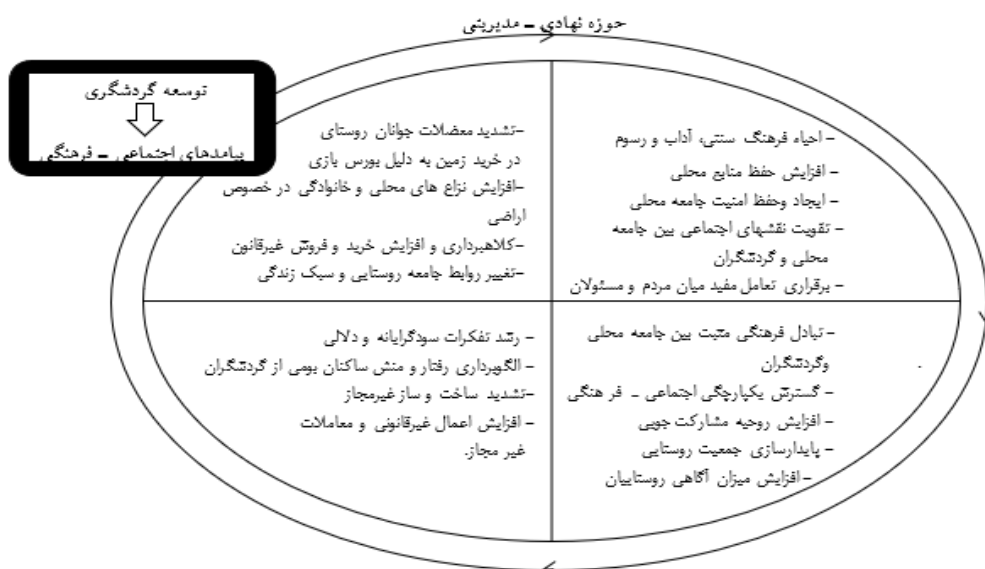 حوزه نهادی – مدیریتی
توسعه گردشگری
پیامدهای اجتماعی – فرهنگی
- احیاء فرهنگ سنتی، آداب و رسوم
- افزایش حفظ منابع محلی
- ایجاد وحفظ امنیت جامعه محلی
- تقویت نقشهای اجتماعی بین جامعه
محلی و گردشگران
- برقراری تعامل مفید میان مردم و مسئولان
-تشدید معضلات جوانان روستای
در خرید زمین به دلیل بورس بازی
-افزایش نزاع های محلی و خانوادگی در خصوص
اراضی
-کلاهبرداری و افزایش خرید و فروش غیرقانون
-تغییر روابط جامعه روستایی و سبک زندگی
- تبادل فرهنگی مثبت بین جامعه محلی
وگردشگران
.
- گسترش یکپارچگی اجتماعی – فر هنگی
- افزایش روحیه مشارکت جویی
- پایدارسازی جمعیت روستایی
- افزایش میزان آگاهی روستاییان
- رشد تفکرات سودگرایانه و دلالی
- الگوبرداری رفتار و منش ساکنان بومی از گردشگران
-تشدید ساخت و ساز غیرمجاز
- افزایش اعمال غیرقانونی و معاملات
غیر مجاز.